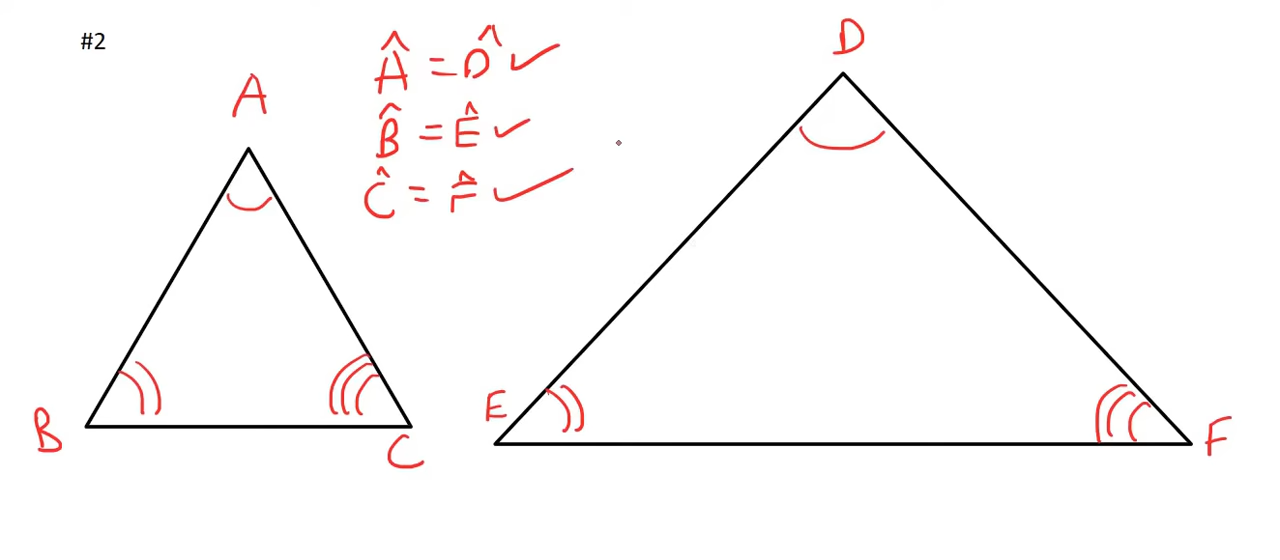 #2
Â = D̂ ✓
B̂ = Ê ✓
Ĉ = F̂ ✓
A
B
C
D
E
F